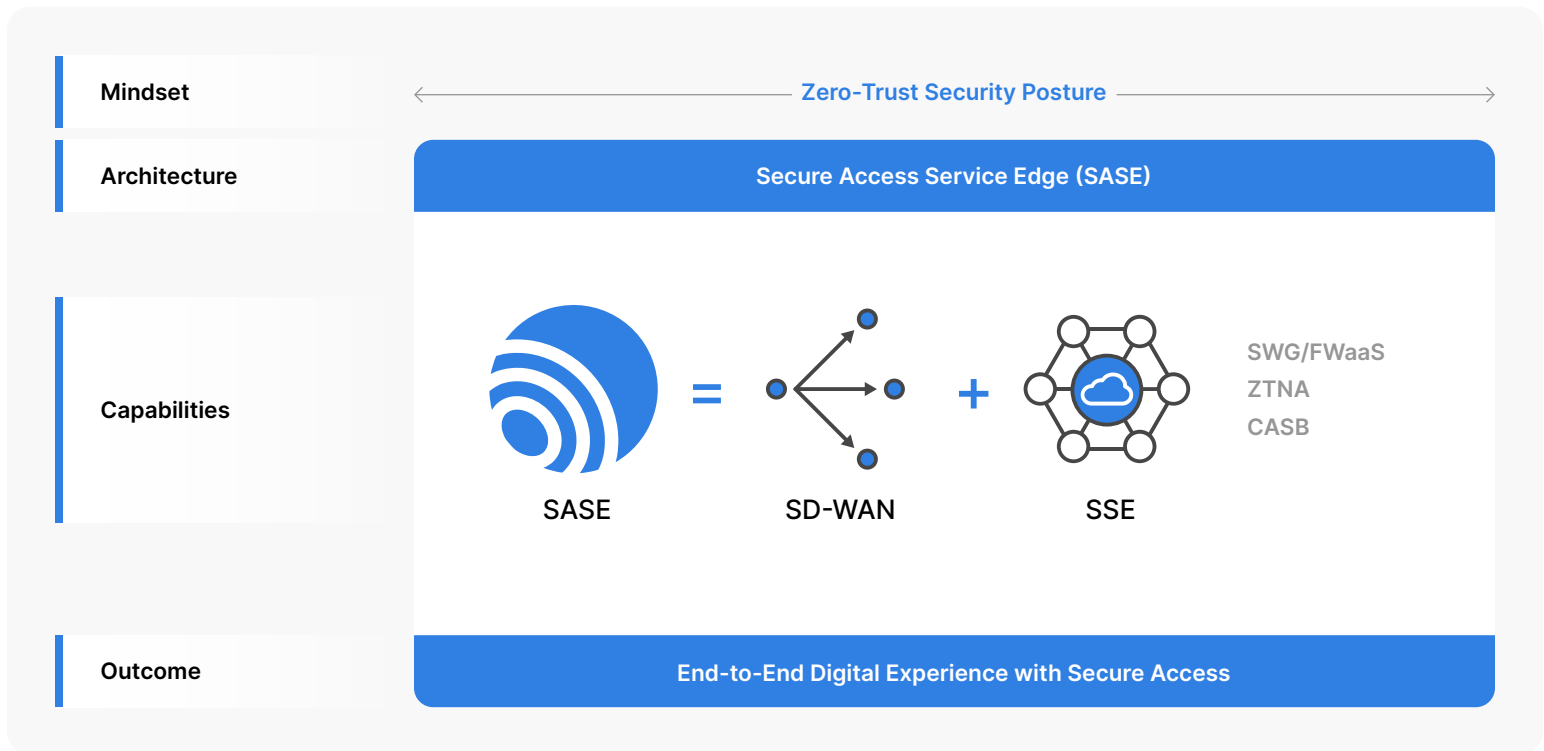 Mindset
Zero-Trust Security Posture
Architecture
Secure Access Service Edge (SASE)
Capabilities
=
+
SWG/FWaaS
ZTNA
CASB
SASE
SD-WAN
SSE
Outcome
End-to-End Digital Experience with Secure Access